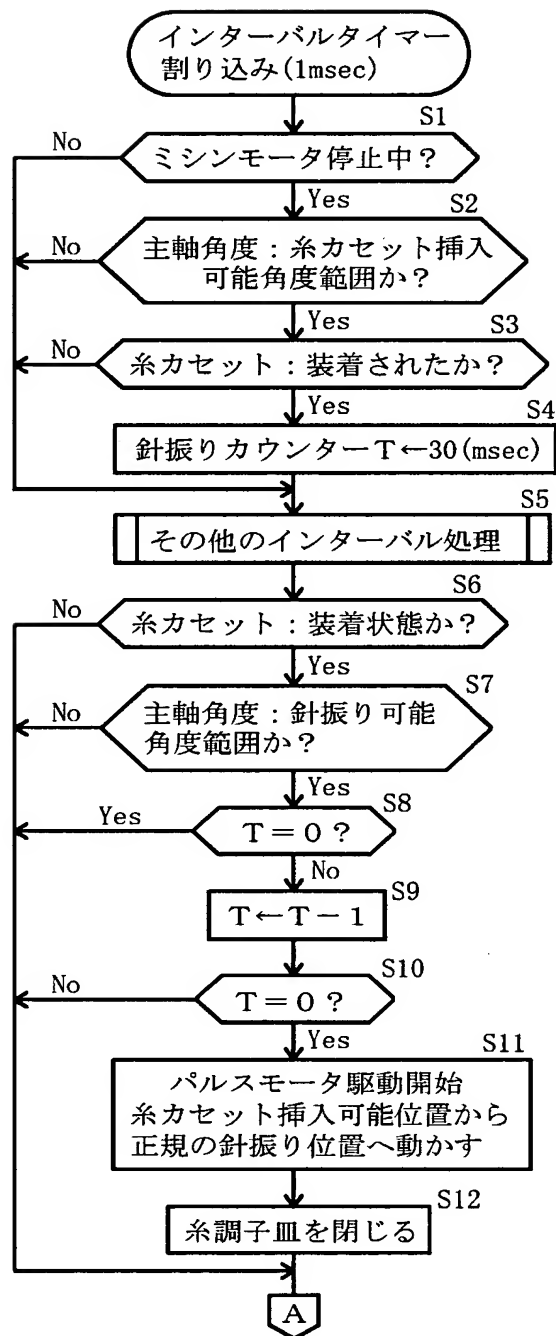 インターバルタイマー
割り込み(1msec)
S1
No
ミシンモータ停止中？
Yes
S2
No
主軸角度：糸カセット挿入
可能角度範囲か？
Yes
S3
No
糸カセット：装着されたか？
Yes
S4
針振りカウンターT←30(msec)
S5
その他のインターバル処理
S6
No
糸カセット：装着状態か？
Yes
S7
No
主軸角度：針振り可能
角度範囲か？
Yes
S8
Yes
T＝0？
No
S9
T←T－1
S10
No
T＝0？
Yes
S11
パルスモータ駆動開始
糸カセット挿入可能位置から
正規の針振り位置へ動かす
S12
糸調子皿を閉じる
A